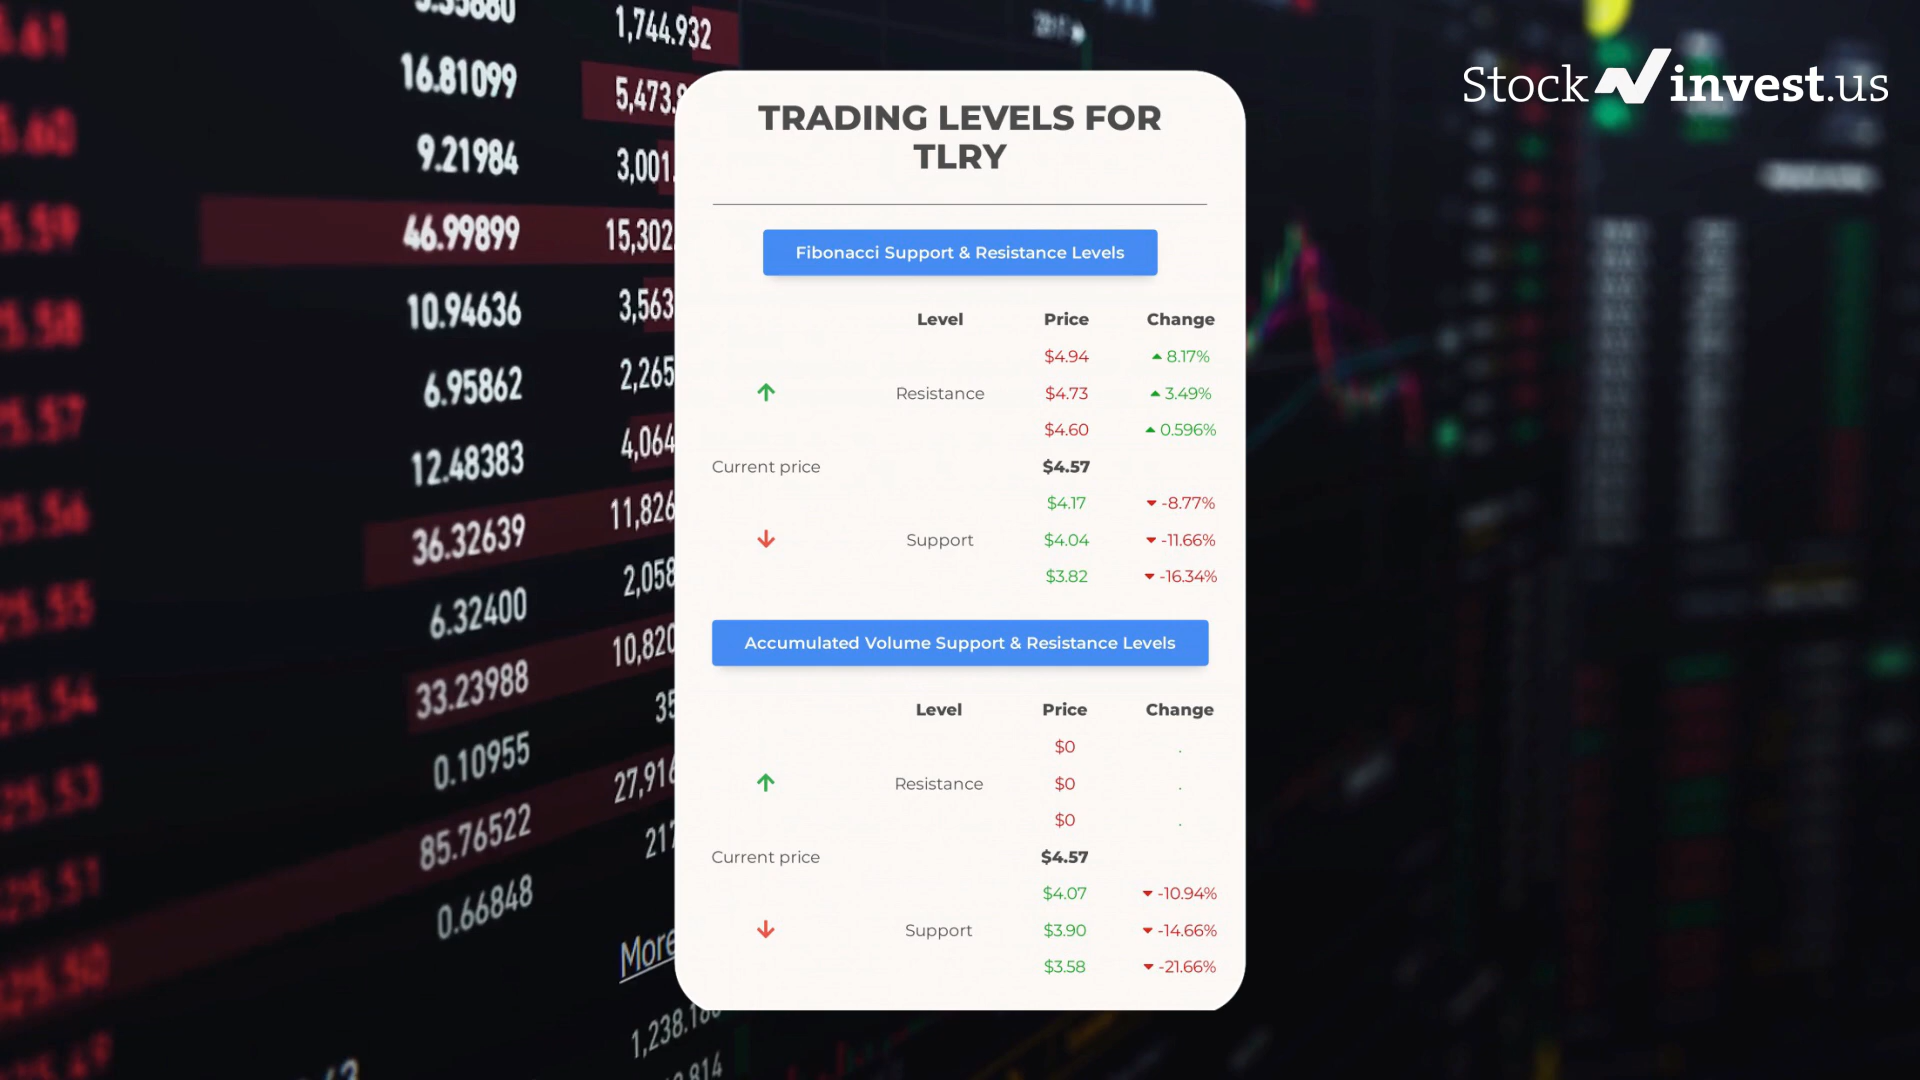 1,744.932
16.81099
9.21984
46.99899
10.94636
6.95862
12.48383
36.32639
6.32400
33.23988
0.10955
85.76522
0.66848
More
Stock invest.us
TRADING LEVELS FOR
TLRY
Fibonacci Support & Resistance Levels
Level Price Change
$4.94 8.17%
Resistance $4.73 3.49%
$4.60 0.596%
Current price $4.57
$4.17 -8.77%
Support $4.04 -11.66%
$3.82 -16.34%
Accumulated Volume Support & Resistance Levels
Level Price Change
$0 .
Resistance $0 .
$0 .
Current price $4.57
$4.07 -10.94%
Support $3.90 -14.66%
$3.58 -21.66%